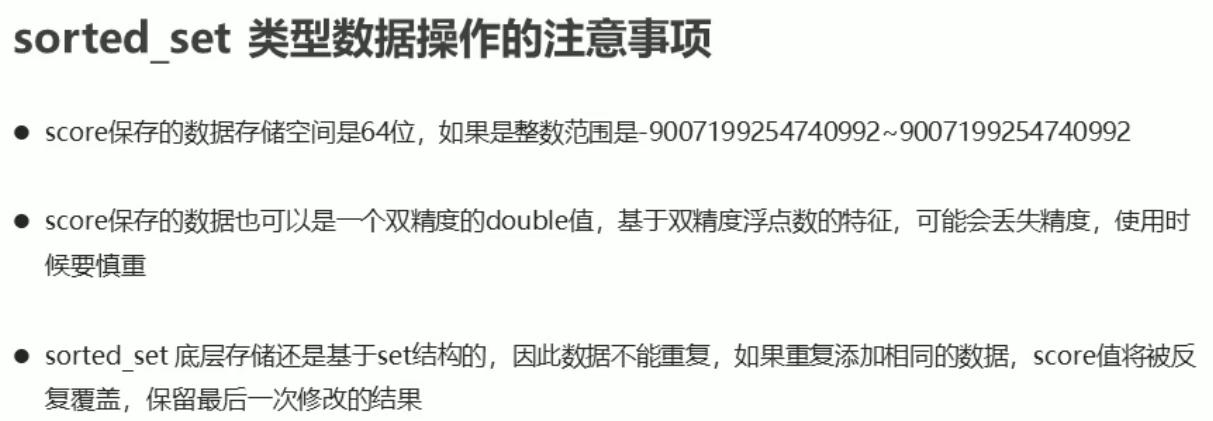 sorted_set 类型数据操作的注意事项
● score保存的数据存储空间是64位，如果是整数范围是-9007199254740992~9007199254740992
● score保存的数据也可以是一个双精度的double值，基于双精度浮点数的特征，可能会丢失精度，使用时
候要慎重
● sorted_set 底层存储还是基于set结构的，因此数据不能重复，如果重复添加相同的数据，score值将被反
复覆盖，保留最后一次修改的结果